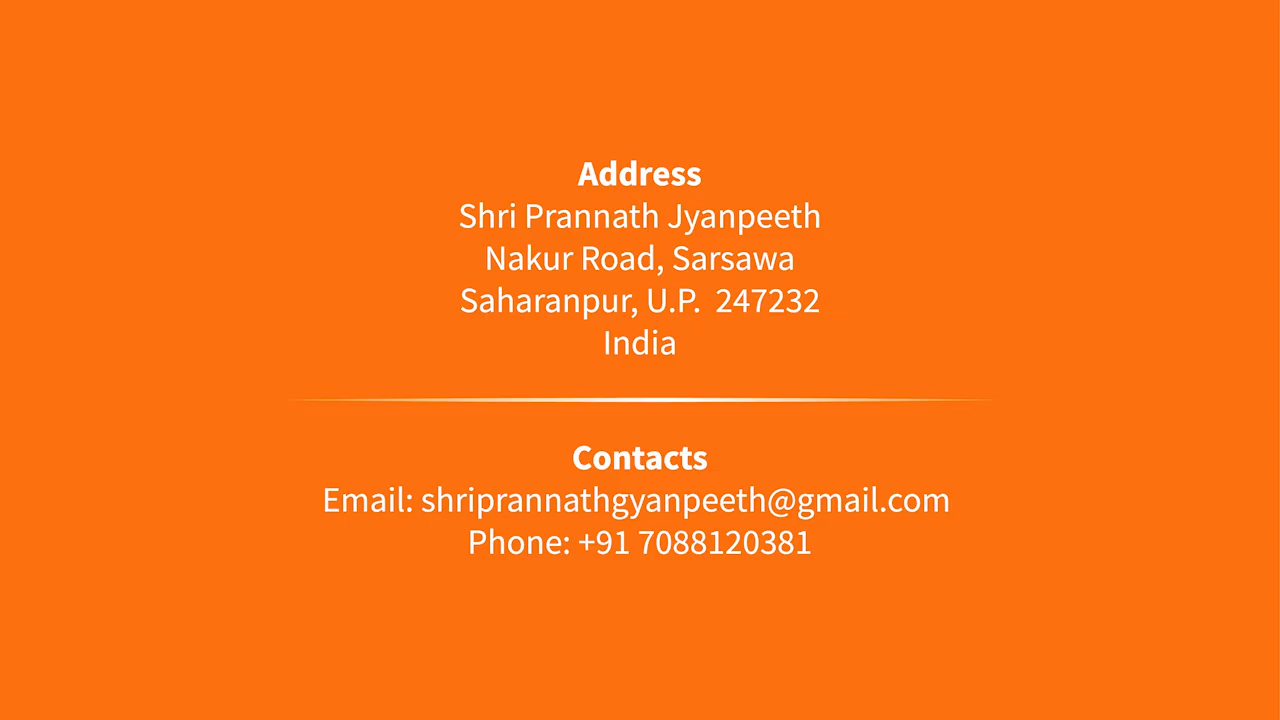 Address
Shri Prannath Jyanpeeth
Nakur Road, Sarsawa
Saharanpur, U.P.  247232
India
Contacts
Email: shriprannathgyanpeeth@gmail.com
Phone: +91 7088120381